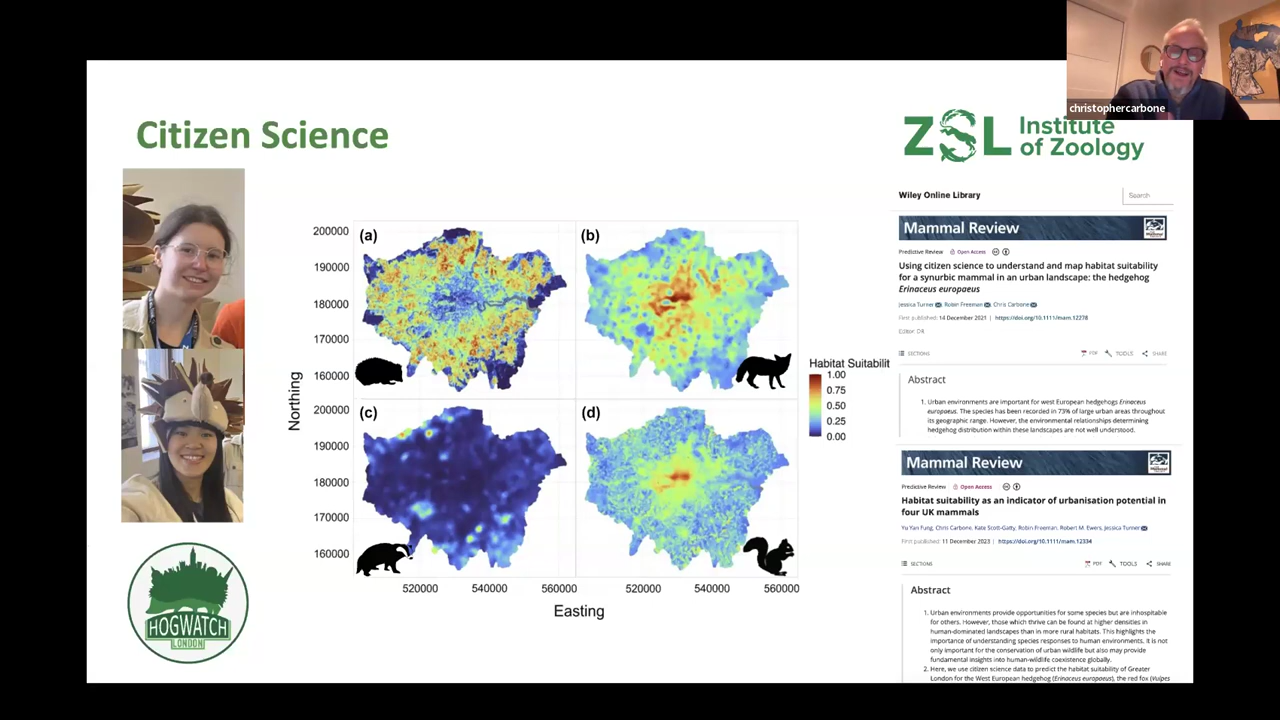 christophercarbone
Citizen Science
ZSL Institute
of Zoology
HOGWATCH
LONDON
(a)
(b)
(c)
(d)
200000
190000
180000
170000
160000
200000
190000
180000
170000
160000
Northing
520000 540000 560000
520000 540000 560000
Easting
Habitat Suitabilit
1.00
0.75
0.50
0.25
0.00
Wiley Online Library
Search
Mammal Review
Predictive Review Open Access
Using citizen science to understand and map habitat suitability
for a synurbic mammal in an urban landscape: the hedgehog
Erinaceus europaeus
Jessica Turner, Robin Freeman, Chris Carbone
First published: 14 December 2021 | https://doi.org/10.1111/mam.12278
Editor: DR
SECTIONS PDF TOOLS SHARE
Abstract
1. Urban environments are important for west European hedgehogs Erinaceus
europaeus. The species has been recorded in 73% of large urban areas throughout
its geographic range. However, the environmental relationships determining
hedgehog distribution within these landscapes are not well understood.
Mammal Review
Predictive Review Open Access
Habitat suitability as an indicator of urbanisation potential in
four UK mammals
Yu Yan Fung, Chris Carbone, Kate Scott-Gatty, Robin Freeman, Robert M. Ewers, Jessica Turner
First published: 11 December 2023 | https://doi.org/10.1111/mam.12334
SECTIONS PDF TOOLS SHARE
Abstract
1. Urban environments provide opportunities for some species but are inhospitable
for others. However, those which thrive can be found at higher densities in
human-dominated landscapes than in more rural habitats. This highlights the
importance of understanding species responses to human environments. It is not
only important for the conservation of urban wildlife but also may provide
fundamental insights into human-wildlife coexistence globally.
2. Here, we use citizen science data to predict the habitat suitability of Greater
London for the West European hedgehog (Erinaceus europaeus), the red fox (Vulpes